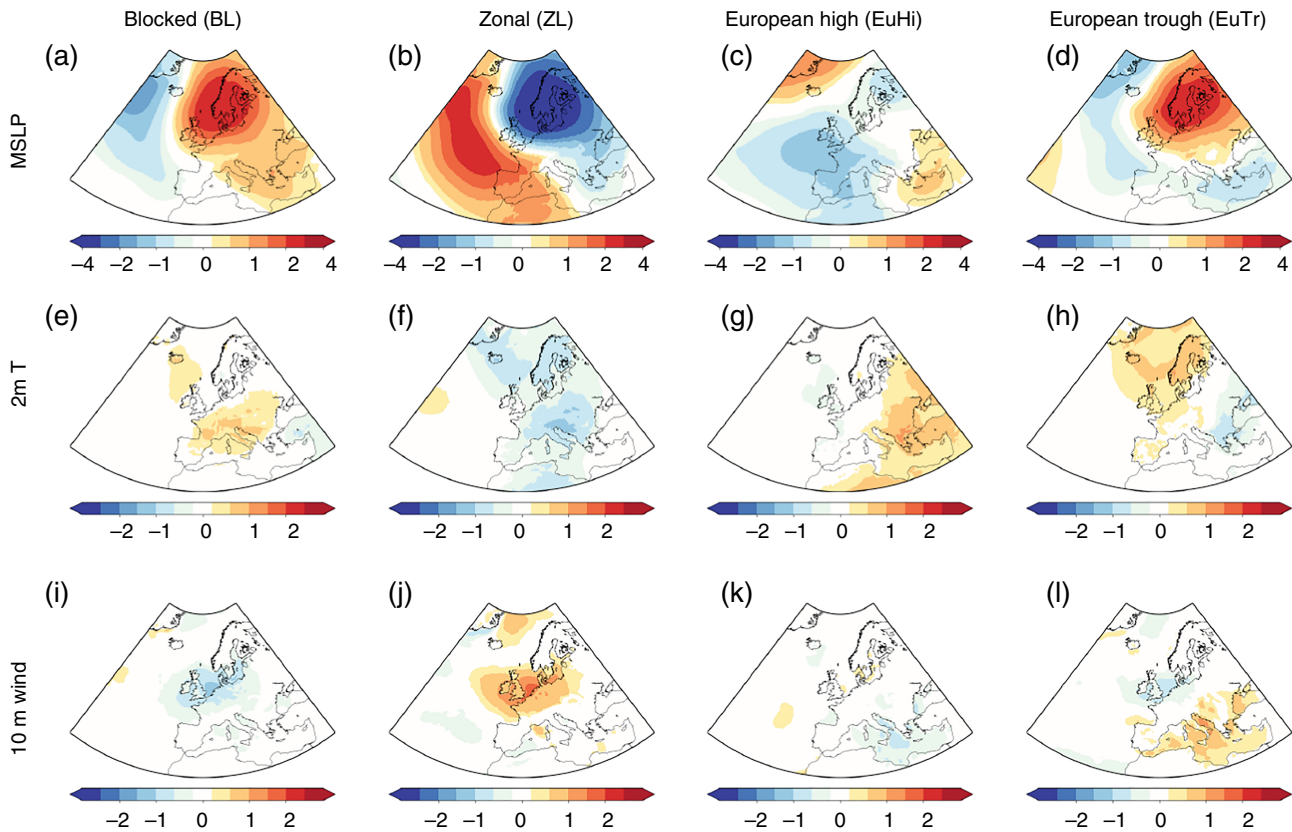 Blocked (BL) Zonal (ZL) European high (EuHi) European trough (EuTr)
(a) (b) (c) (d)
MSLP
−4 −2 −1 0 1 2 4 −4 −2 −1 0 1 2 4 −4 −2 −1 0 1 2 4 −4 −2 −1 0 1 2 4
(e) (f) (g) (h)
2m T
−2 −1 0 1 2 −2 −1 0 1 2 −2 −1 0 1 2 −2 −1 0 1 2
(i) (j) (k) (l)
10 m wind
−2 −1 0 1 2 −2 −1 0 1 2 −2 −1 0 1 2 −2 −1 0 1 2